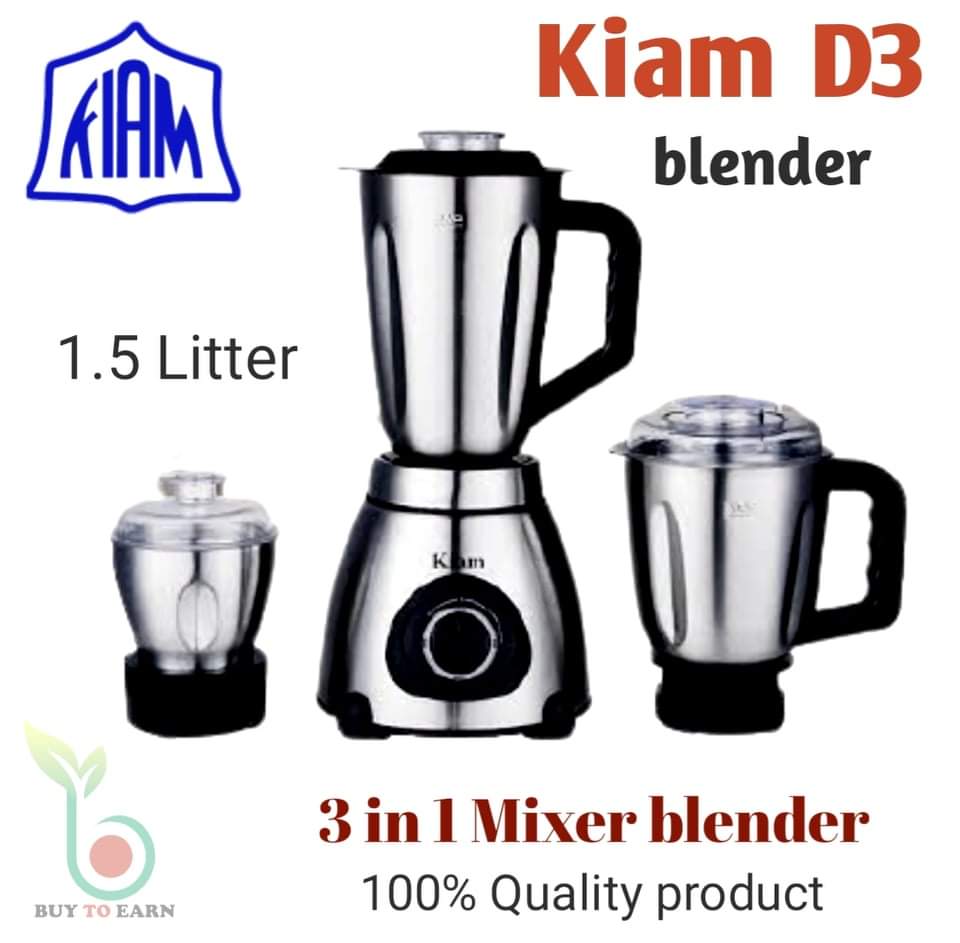 KIAM
Kiam D3
blender
1.5 Litter
Kiam
3 in 1 Mixer blender
100% Quality product
BUY TO EARN